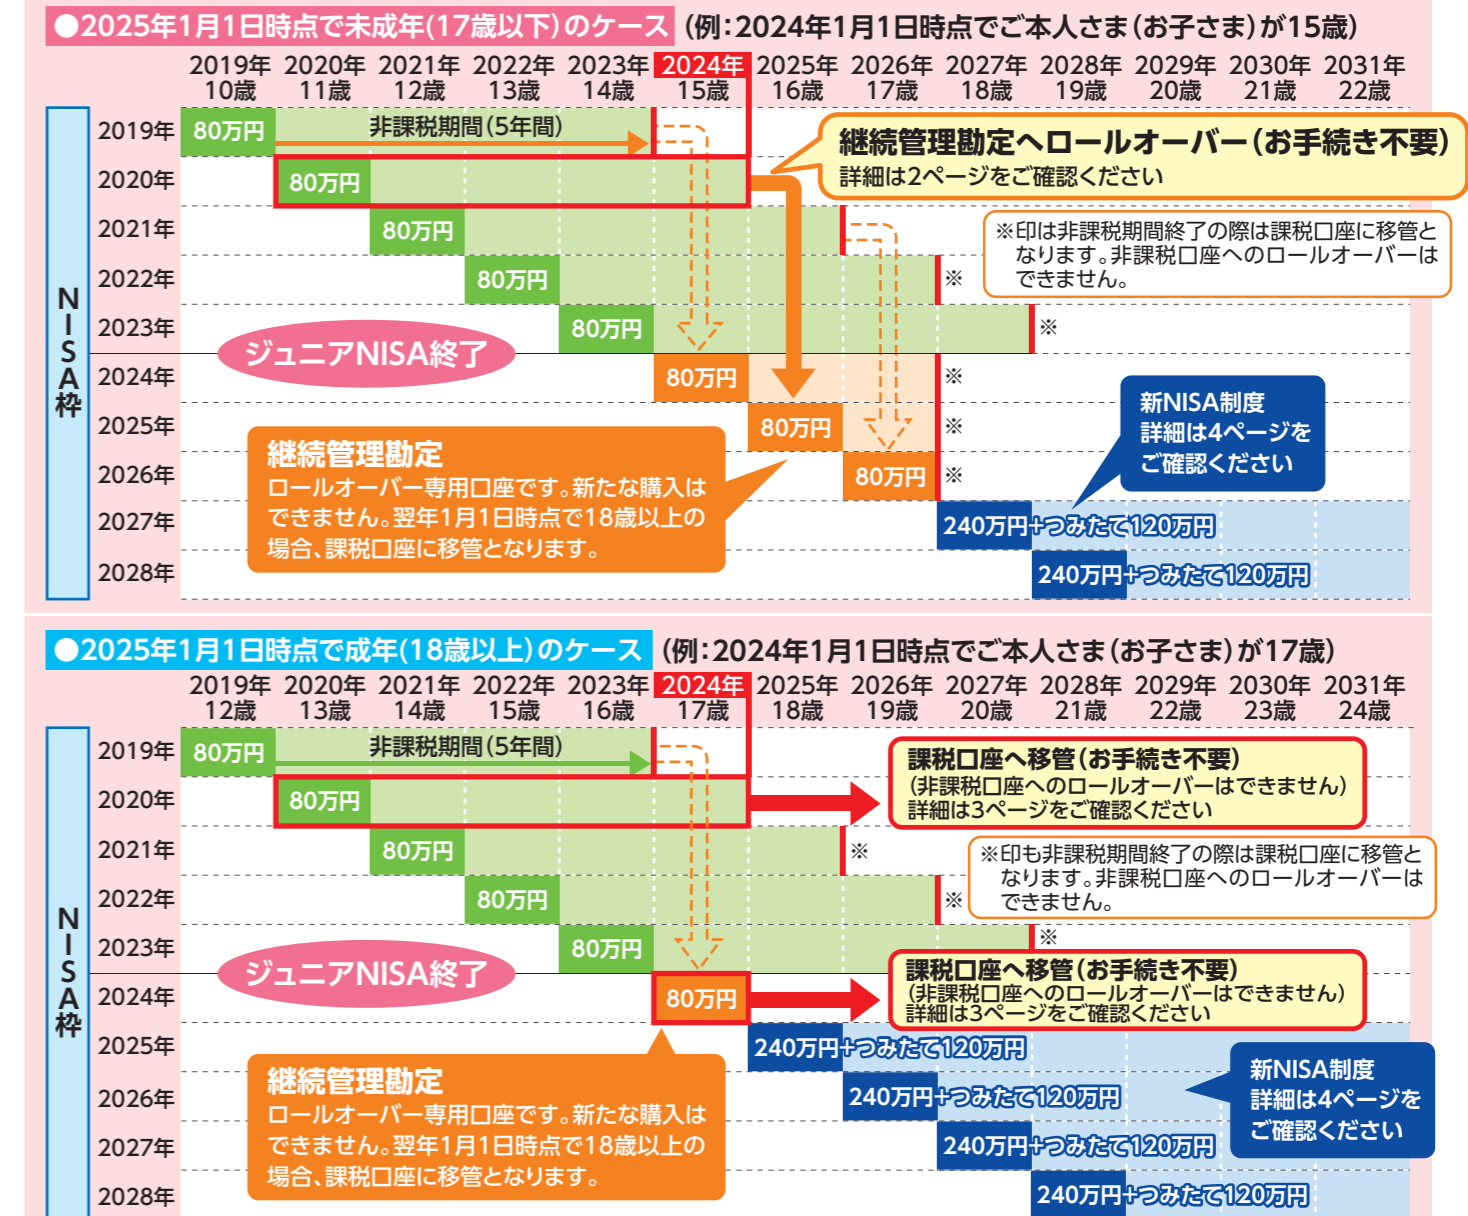 ●2025年1月1日時点で未成年(17歳以下)のケース (例：2024年1月1日時点でご本人さま(お子さま)が15歳)
2019年 2020年 2021年 2022年 2023年 2024年 2025年 2026年 2027年 2028年 2029年 2030年 2031年
10歳 11歳 12歳 13歳 14歳 15歳 16歳 17歳 18歳 19歳 20歳 21歳 22歳
NISA枠
2019年 80万円 非課税期間(5年間)
継続管理勘定へロールオーバー(お手続き不要)
詳細は2ページをご確認ください
2020年 80万円
2021年 80万円
※印は非課税期間終了の際は課税口座に移管と
なります。非課税口座へのロールオーバーは
できません。
2022年 80万円 ※
2023年 80万円 ※
ジュニアNISA終了
2024年 80万円 ※
2025年 80万円 ※
2026年 80万円 ※
新NISA制度
詳細は4ページを
ご確認ください
継続管理勘定
ロールオーバー専用口座です。新たな購入は
できません。翌年1月1日時点で18歳以上の
場合、課税口座に移管となります。
2027年 240万円+つみたて120万円
2028年 240万円+つみたて120万円
●2025年1月1日時点で成年(18歳以上)のケース (例：2024年1月1日時点でご本人さま(お子さま)が17歳)
2019年 2020年 2021年 2022年 2023年 2024年 2025年 2026年 2027年 2028年 2029年 2030年 2031年
12歳 13歳 14歳 15歳 16歳 17歳 18歳 19歳 20歳 21歳 22歳 23歳 24歳
NISA枠
2019年 80万円 非課税期間(5年間)
課税口座へ移管(お手続き不要)
(非課税口座へのロールオーバーはできません)
詳細は3ページをご確認ください
2020年 80万円
2021年 80万円 ※
※印も非課税期間終了の際は課税口座に移管と
なります。非課税口座へのロールオーバーは
できません。
2022年 80万円 ※
2023年 80万円 ※
ジュニアNISA終了
課税口座へ移管(お手続き不要)
(非課税口座へのロールオーバーはできません)
詳細は3ページをご確認ください
2024年 80万円
2025年 240万円+つみたて120万円
新NISA制度
詳細は4ページを
ご確認ください
継続管理勘定
ロールオーバー専用口座です。新たな購入は
できません。翌年1月1日時点で18歳以上の
場合、課税口座に移管となります。
2026年 240万円+つみたて120万円
2027年 240万円+つみたて120万円
2028年 240万円+つみたて120万円